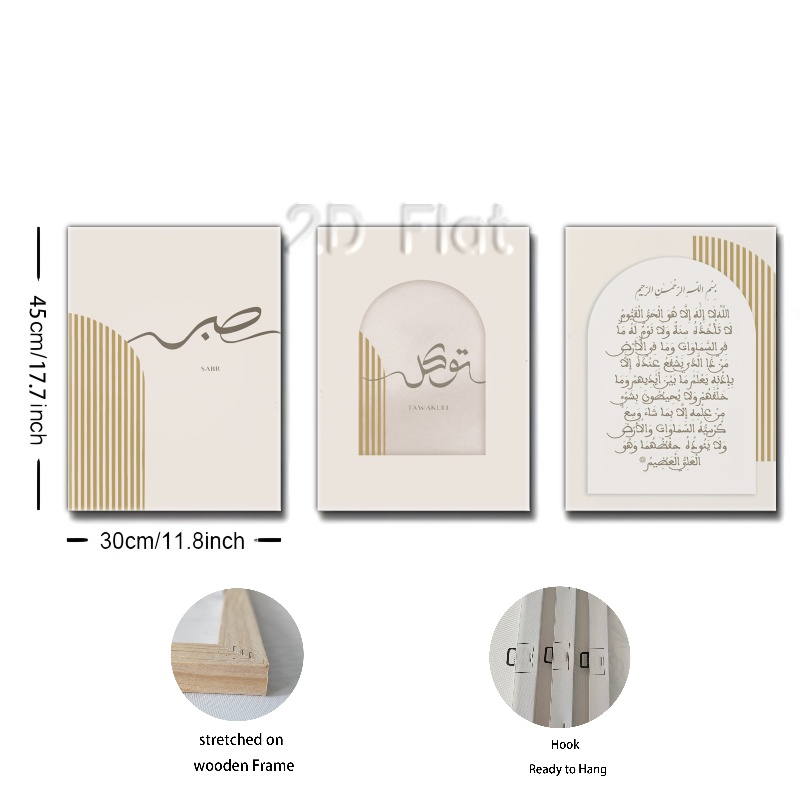 2.D Flat
45cm/17.7inch
صبر
SABR
توكل
TAWAKUL
بسم الله الرحمن الرحيم
اللَّهُ لَا إِلَٰهَ إِلَّا هُوَ الْحَيُّ الْقَيُّومُ
لَا تَأْخُذُهُ سِنَةٌ وَلَا نَوْمٌ لَهُ مَا
فِي السَّمَاوَاتِ وَمَا فِي الْأَرْضِ
مَنْ ذَا الَّذِي يَشْفَعُ عِنْدَهُ إِلَّا
بِإِذْنِهِ يَعْلَمُ مَا بَيْنَ أَيْدِيهِمْ وَمَا
خَلْفَهُمْ وَلَا يُحِيطُونَ بِشَيْءٍ
مِنْ عِلْمِهِ إِلَّا بِمَا شَاءَ وَسِعَ
كُرْسِيُّهُ السَّمَاوَاتِ وَالْأَرْضَ
وَلَا يَئُودُهُ حِفْظُهُمَا وَهُوَ
الْعَلِيُّ الْعَظِيمُ
30cm/11.8inch
stretched on
wooden Frame
Hook
Ready to Hang